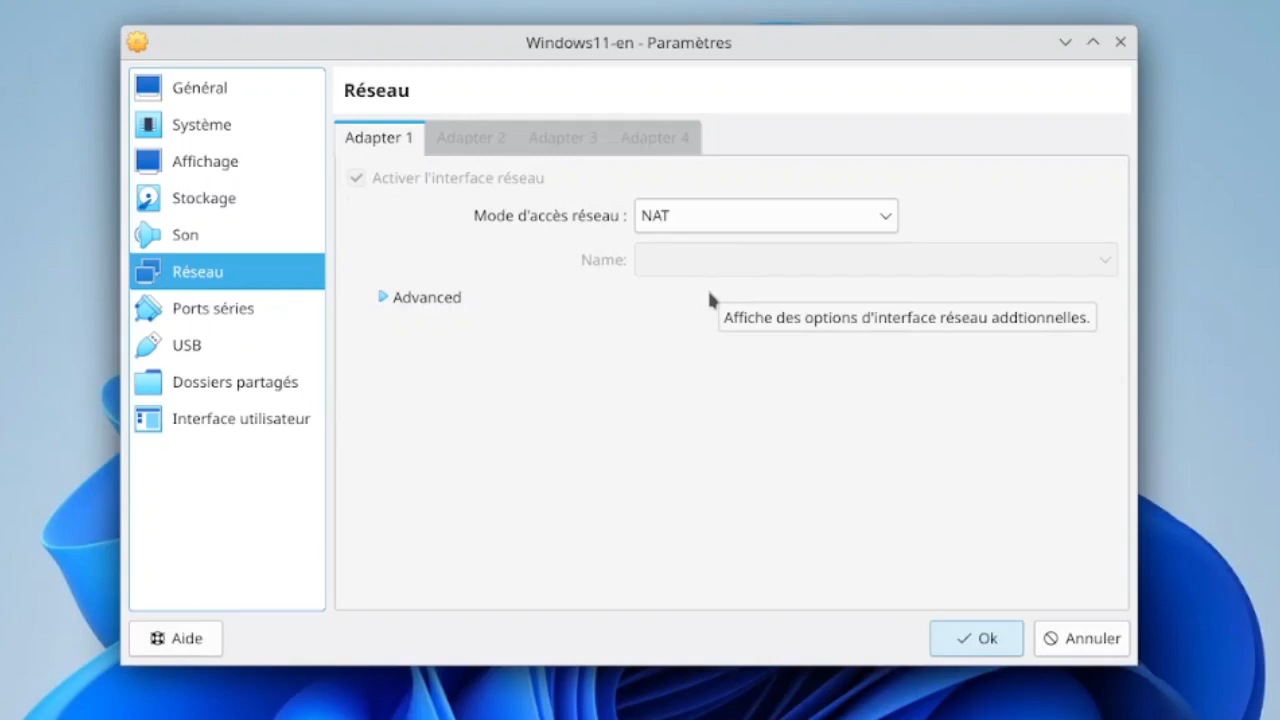 Windows11-en - Paramètres
Général
Système
Affichage
Stockage
Son
Réseau
Ports séries
USB
Dossiers partagés
Interface utilisateur
Réseau
Adapter 1 Adapter 2 Adapter 3 Adapter 4
Activer l'interface réseau
Mode d'accès réseau : NAT
Name:
Advanced
Affiche des options d'interface réseau addtionnelles.
Aide
Ok
Annuler